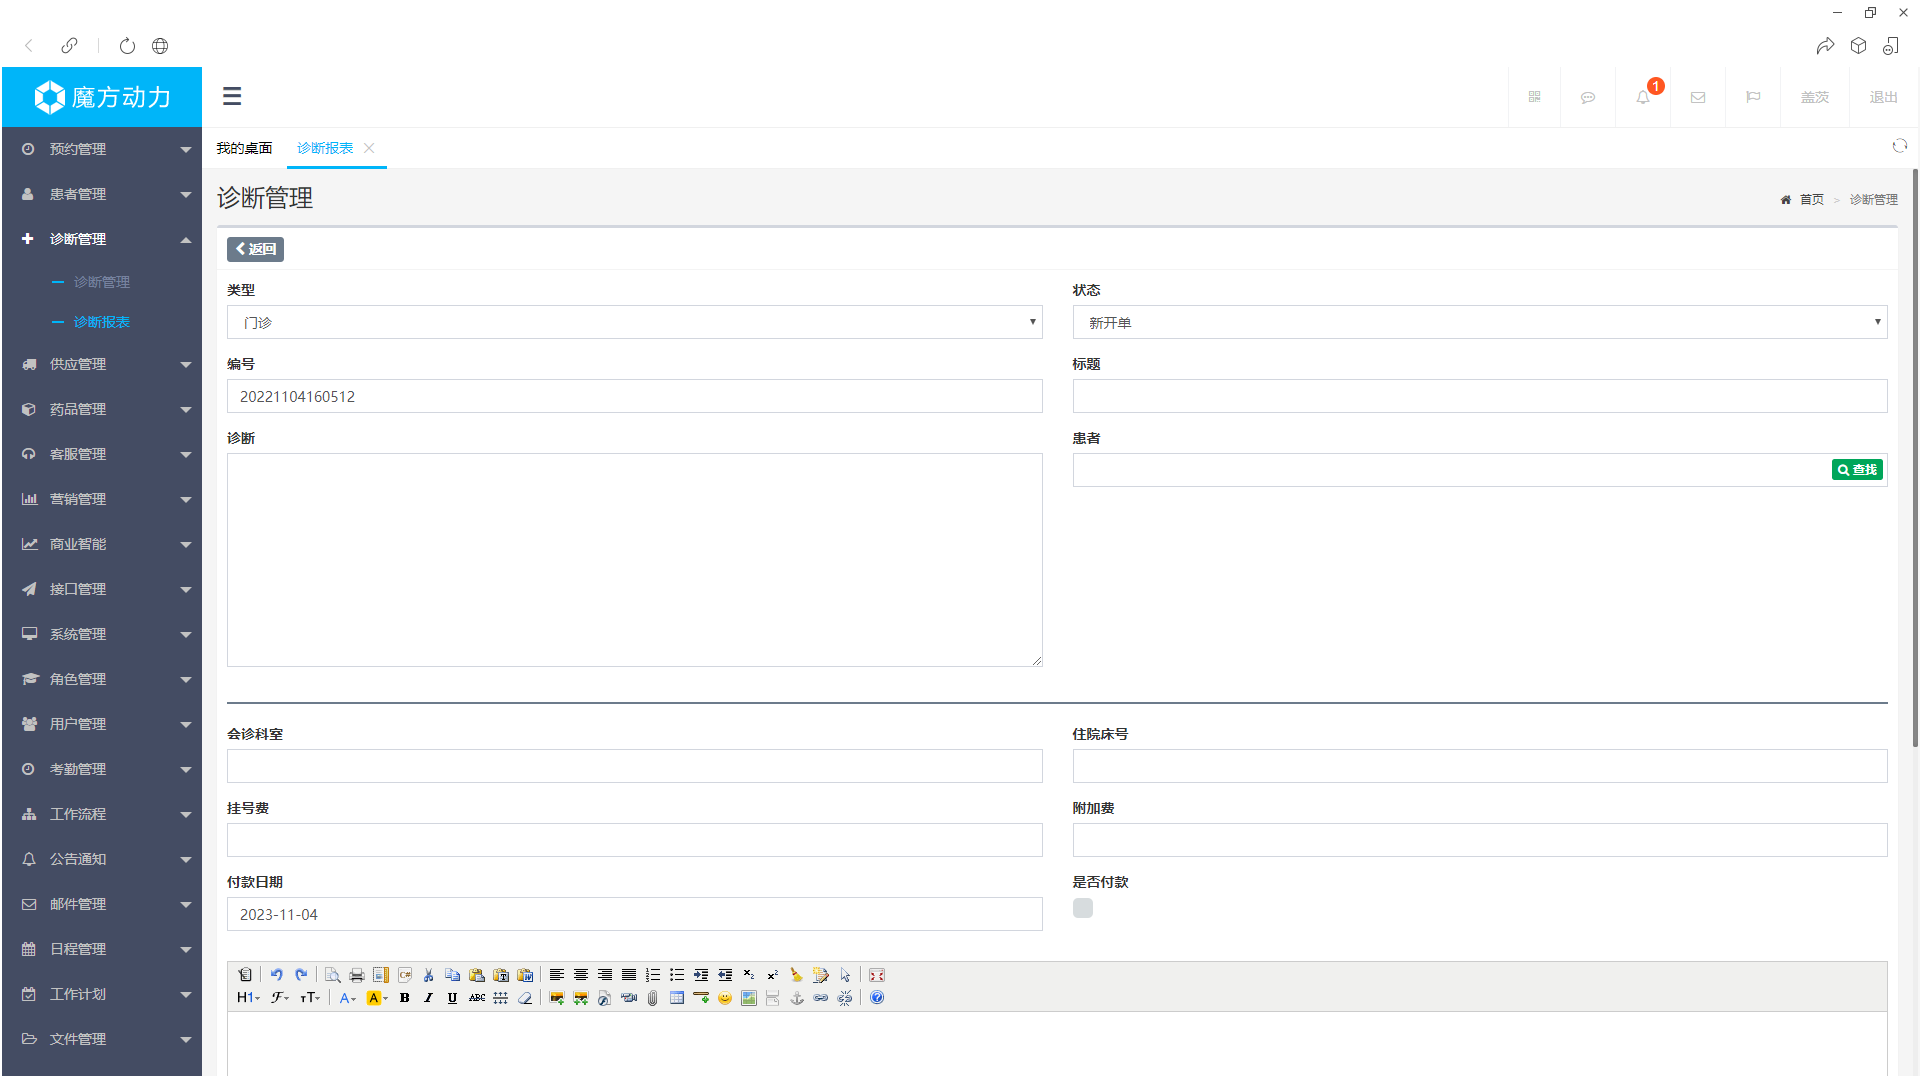 魔方动力
1
盖茨
退出
预约管理
患者管理
诊断管理
诊断管理
诊断报表
供应管理
药品管理
客服管理
营销管理
商业智能
接口管理
系统管理
角色管理
用户管理
考勤管理
工作流程
公告通知
邮件管理
日程管理
工作计划
文件管理
我的桌面
诊断报表
诊断管理
首页 > 诊断管理
返回
类型
状态
门诊
新开单
编号
标题
20221104160512
诊断
患者
查找
会诊科室
住院床号
挂号费
附加费
付款日期
是否付款
2023-11-04
C#
T
W
X₂
X²
H1
F
TT
A
A
B
I
U
ABC